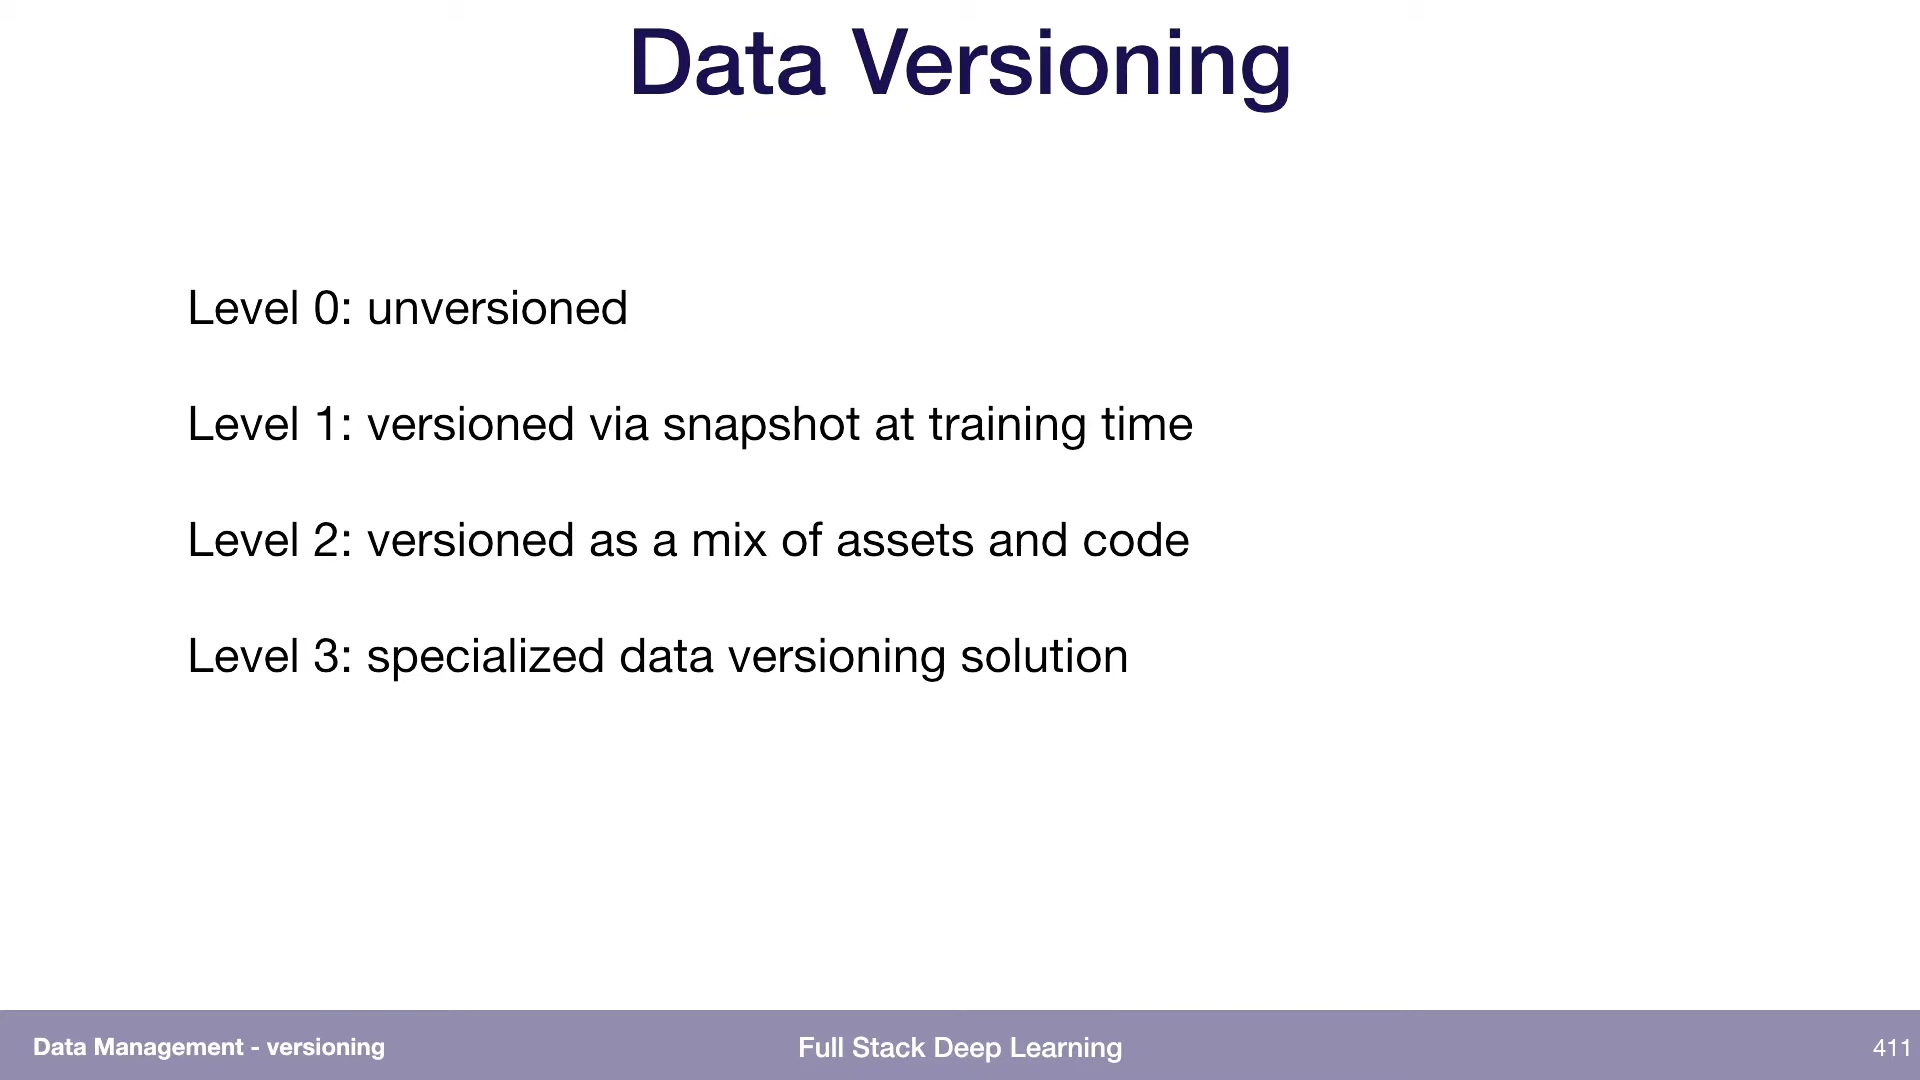 Data Versioning
Level 0: unversioned
Level 1: versioned via snapshot at training time
Level 2: versioned as a mix of assets and code
Level 3: specialized data versioning solution
Data Management - versioning
Full Stack Deep Learning
411